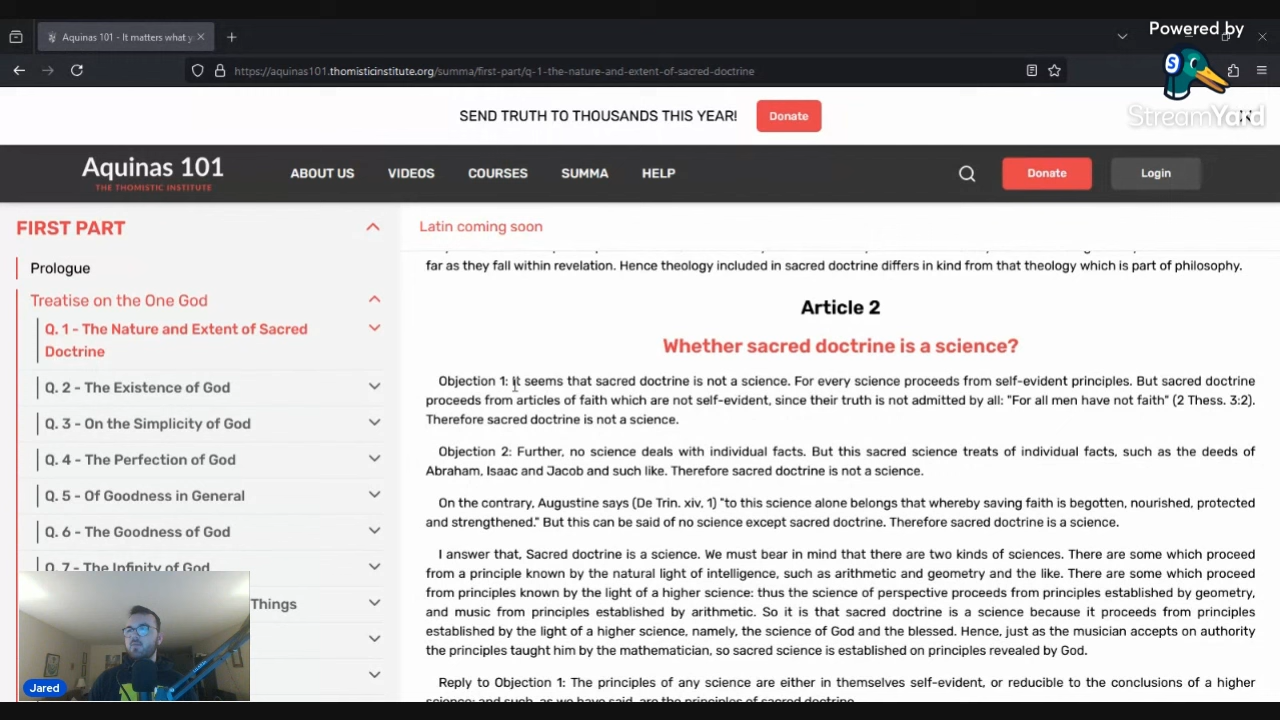 Aquinas 101 - It matters what y
Powered by
https://aquinas101.thomisticinstitute.org/summa/first-part/q-1-the-nature-and-extent-of-sacred-doctrine
S
StreamYard
SEND TRUTH TO THOUSANDS THIS YEAR!
Donate
Aquinas 101
THE THOMISTIC INSTITUTE
ABOUT US
VIDEOS
COURSES
SUMMA
HELP
Donate
Login
FIRST PART
Prologue
Treatise on the One God
Q. 1 - The Nature and Extent of Sacred
Doctrine
Q. 2 - The Existence of God
Q. 3 - On the Simplicity of God
Q. 4 - The Perfection of God
Q. 5 - Of Goodness in General
Q. 6 - The Goodness of God
Q. 7 - The Infinity of God
Things
Jared
Latin coming soon
far as they fall within revelation. Hence theology included in sacred doctrine differs in kind from that theology which is part of philosophy.
Article 2
Whether sacred doctrine is a science?
Objection 1: It seems that sacred doctrine is not a science. For every science proceeds from self-evident principles. But sacred doctrine
proceeds from articles of faith which are not self-evident, since their truth is not admitted by all: "For all men have not faith" (2 Thess. 3:2).
Therefore sacred doctrine is not a science.
Objection 2: Further, no science deals with individual facts. But this sacred science treats of individual facts, such as the deeds of
Abraham, Isaac and Jacob and such like. Therefore sacred doctrine is not a science.
On the contrary, Augustine says (De Trin. xiv, 1) "to this science alone belongs that whereby saving faith is begotten, nourished, protected
and strengthened." But this can be said of no science except sacred doctrine. Therefore sacred doctrine is a science.
I answer that, Sacred doctrine is a science. We must bear in mind that there are two kinds of sciences. There are some which proceed
from a principle known by the natural light of intelligence, such as arithmetic and geometry and the like. There are some which proceed
from principles known by the light of a higher science: thus the science of perspective proceeds from principles established by geometry,
and music from principles established by arithmetic. So it is that sacred doctrine is a science because it proceeds from principles
established by the light of a higher science, namely, the science of God and the blessed. Hence, just as the musician accepts on authority
the principles taught him by the mathematician, so sacred science is established on principles revealed by God.
Reply to Objection 1: The principles of any science are either in themselves self-evident, or reducible to the conclusions of a higher
science; and such, as we have said, are the principles of sacred doctrine.